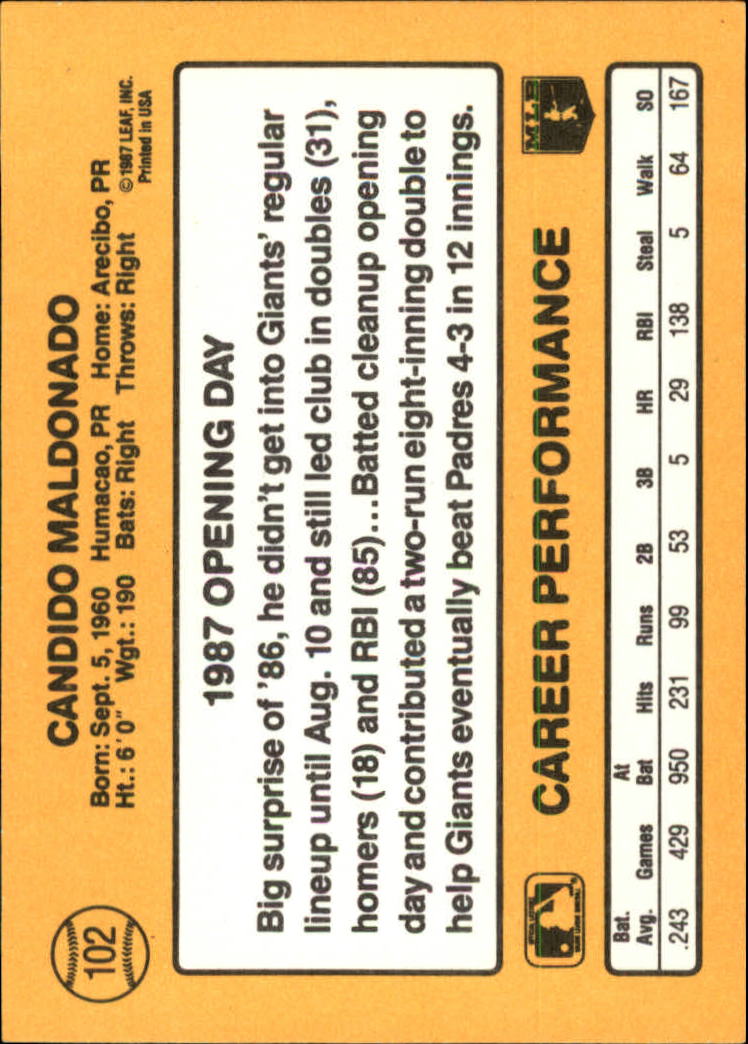 102
CANDIDO MALDONADO
Born: Sept. 5, 1960 Humacao, PR Home: Arecibo, PR
Ht.: 6'0" Wgt.: 190 Bats: Right Throws: Right
© 1987 LEAF, INC.
Printed in USA
1987 OPENING DAY
Big surprise of '86, he didn't get into Giants' regular
lineup until Aug. 10 and still led club in doubles (31),
homers (18) and RBI (85)...Batted cleanup opening
day and contributed a two-run eight-inning double to
help Giants eventually beat Padres 4-3 in 12 innings.
CAREER PERFORMANCE
MLB
Bat. Avg. Games At Bat Hits Runs 2B 3B HR RBI Steal Walk SO
.243 429 950 231 99 53 5 29 138 5 64 167